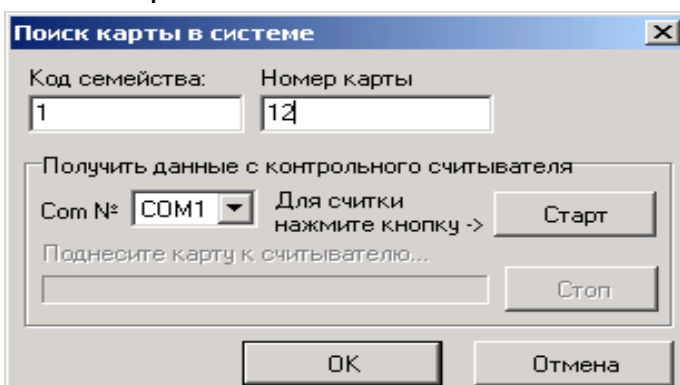 Поиск карты в системе
Код семейства: Номер карты
1 12
Получить данные с контрольного считывателя
Com № COM1 Для считки нажмите кнопку -> Старт
Поднесите карту к считывателю...
Стоп
OK Отмена